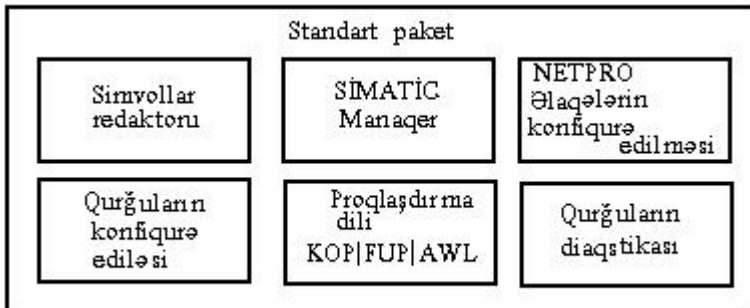 Standart paket
Simvollar
redaktoru
SİMATİC
Manaqer
NETPRO
Əlaqələrin
konfiqurə
edilməsi
Qurğuların
konfiqurə
ediləsi
Proqlaşdırma
dili
KOP|FUP|AWL
Qurğuların
diaqstikası